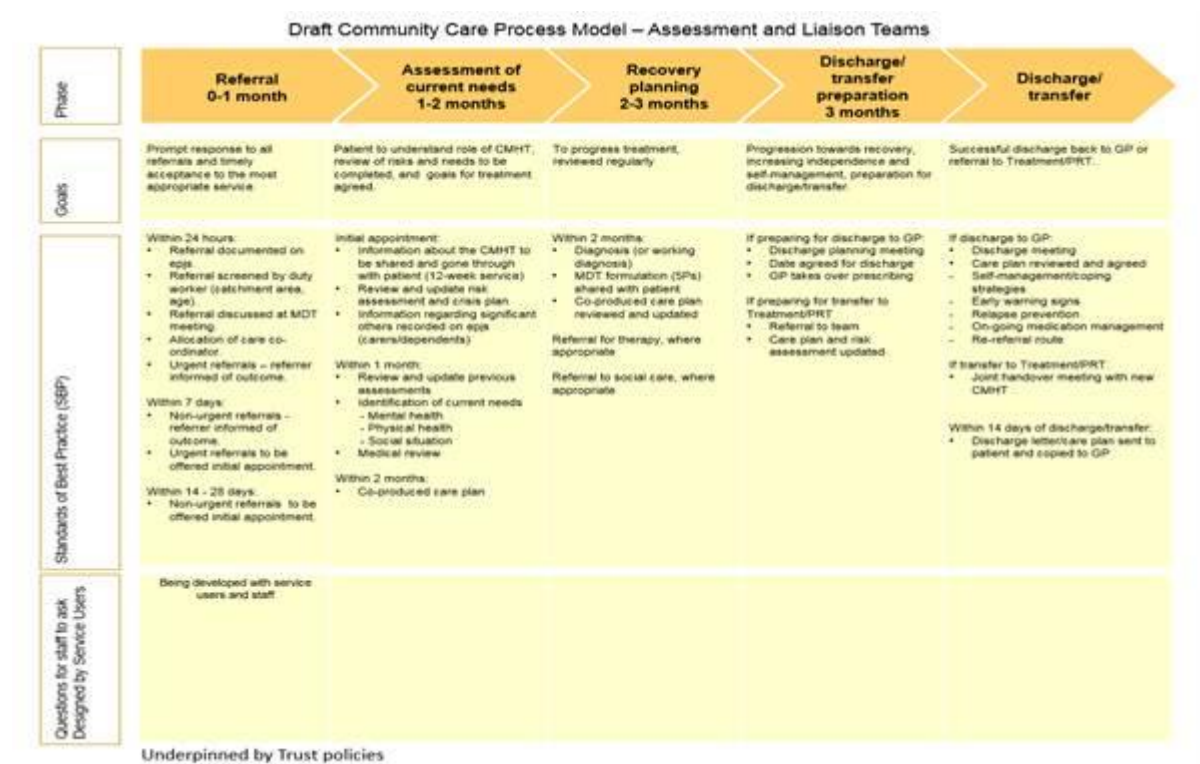 Draft Community Care Process Model – Assessment and Liaison Teams
Phase
Referral
0-1 month
Assessment of
current needs
1-2 months
Recovery
planning
2-3 months
Discharge/
transfer
preparation
3 months
Discharge/
transfer
Goals
Prompt response to all
referrals and timely
acceptance to the most
appropriate service.
Patient to understand role of CMHT,
review of risks and needs to be
completed, and goals for treatment
agreed.
To progress treatment,
reviewed regularly
Progression towards recovery,
increasing independence and
self-management, preparation for
discharge/transfer.
Successful discharge back to GP or
referral to Treatment/PRT.
Standards of Best Practice (SBP)
Within 24 hours:
• Referral documented on
epjs.
• Referral screened by duty
worker (catchment area,
age).
• Referral discussed at MDT
meeting.
• Allocation of care co-
ordinator.
• Urgent referrals – referrer
informed of outcome.
Within 7 days:
• Non-urgent referrals –
referrer informed of
outcome.
• Urgent referrals to be
offered initial appointment.
Within 14 - 28 days:
• Non-urgent referrals to be
offered initial appointment.
Initial appointment:
• Information about the CMHT to
be shared and gone through
with patient (12-week service)
• Review and update risk
assessment and crisis plan
• Information regarding significant
others recorded on epjs
(carers/dependents)
Within 1 month:
• Review and update previous
assessments
• Identification of current needs
- Mental health
- Physical health
- Social situation
• Medical review
Within 2 months:
• Co-produced care plan
Within 2 months:
• Diagnosis (or working
diagnosis)
• MDT formulation (5Ps)
shared with patient
• Co-produced care plan
reviewed and updated
Referral for therapy, where
appropriate
Referral to social care, where
appropriate
If preparing for discharge to GP:
• Discharge planning meeting
• Date agreed for discharge
• GP takes over prescribing
If preparing for transfer to
Treatment/PRT
• Referral to team
• Care plan and risk
assessment updated
If discharge to GP:
• Discharge meeting
• Care plan reviewed and agreed
- Self-management/coping
strategies
- Early warning signs
- Relapse prevention
- On-going medication management
- Re-referral route
If transfer to Treatment/PRT
• Joint handover meeting with new
CMHT
Within 14 days of discharge/transfer:
• Discharge letter/care plan sent to
patient and copied to GP
Questions for staff to ask
Designed by Service Users
Being developed with service
users and staff
Underpinned by Trust policies